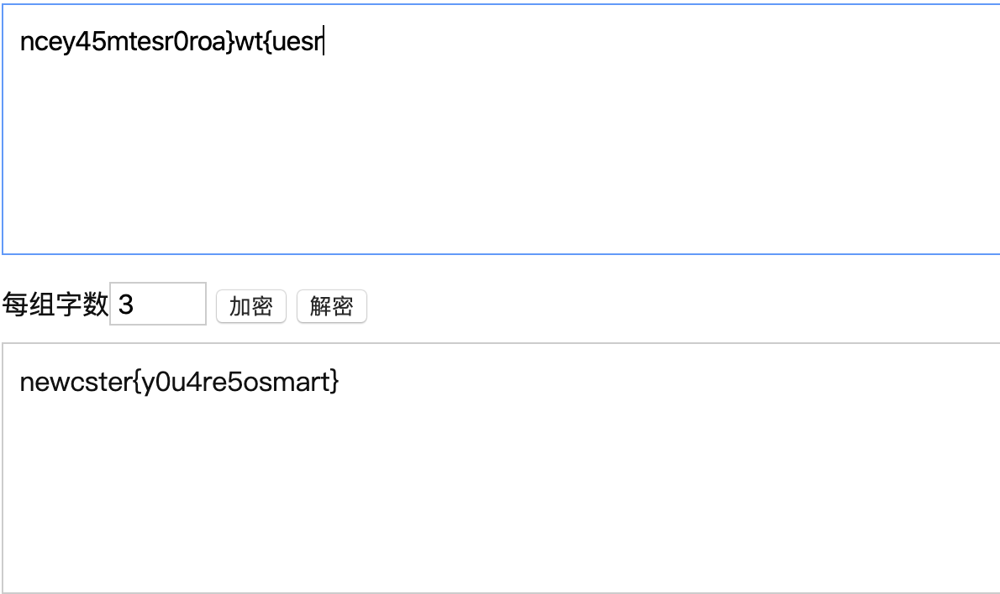 ncey45mtesr0roa}wt{uesr
每组字数 3 加密 解密
newcster{y0u4re5osmart}